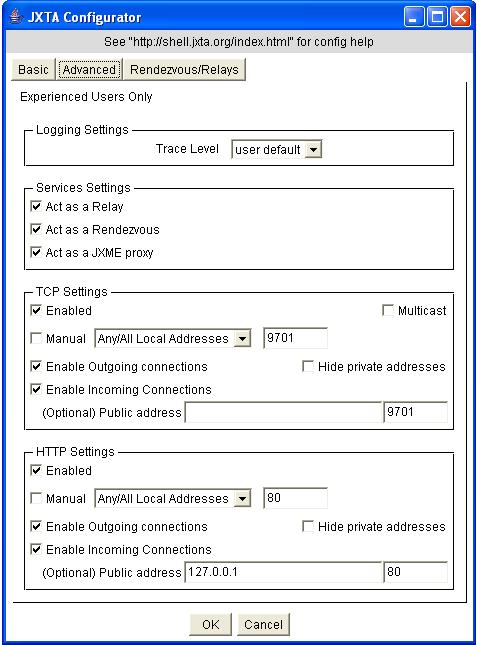 JXTA Configurator
See "http://shell.jxta.org/index.html" for config help
Basic Advanced Rendezvous/Relays
Experienced Users Only
Logging Settings
Trace Level user default
Services Settings
Act as a Relay
Act as a Rendezvous
Act as a JXME proxy
TCP Settings
Enabled Multicast
Manual Any/All Local Addresses 9701
Enable Outgoing connections Hide private addresses
Enable Incoming Connections
(Optional) Public address 9701
HTTP Settings
Enabled
Manual Any/All Local Addresses 80
Enable Outgoing connections Hide private addresses
Enable Incoming Connections
(Optional) Public address 127.0.0.1 80
OK Cancel